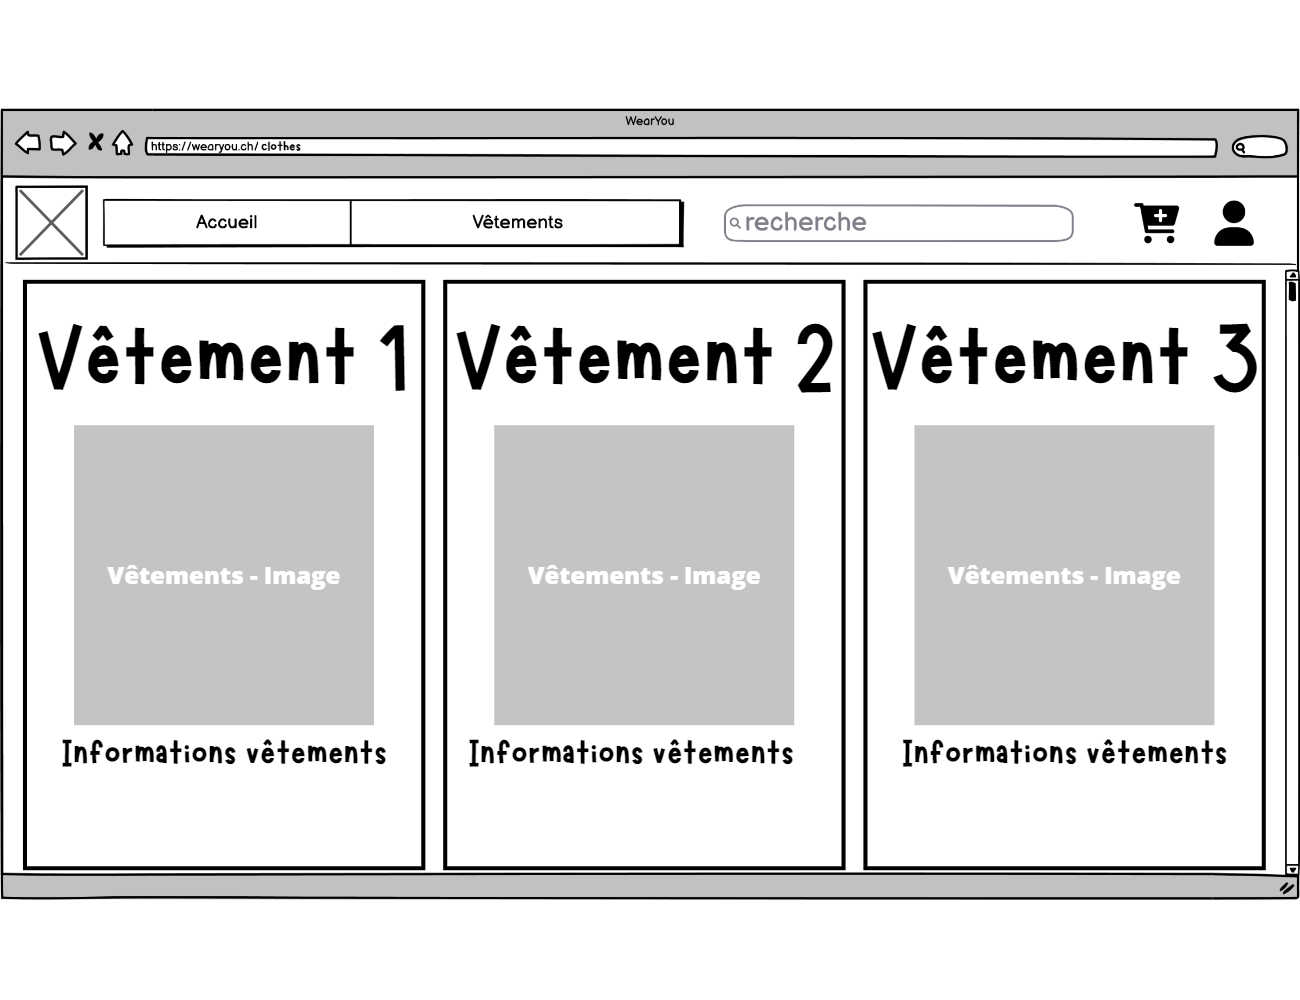 WearYou
https://wearyou.ch/ clothes
Accueil
Vêtements
recherche
Vêtement 1
Vêtement 2
Vêtement 3
Vêtements - Image
Vêtements - Image
Vêtements - Image
Informations vêtements
Informations vêtements
Informations vêtements